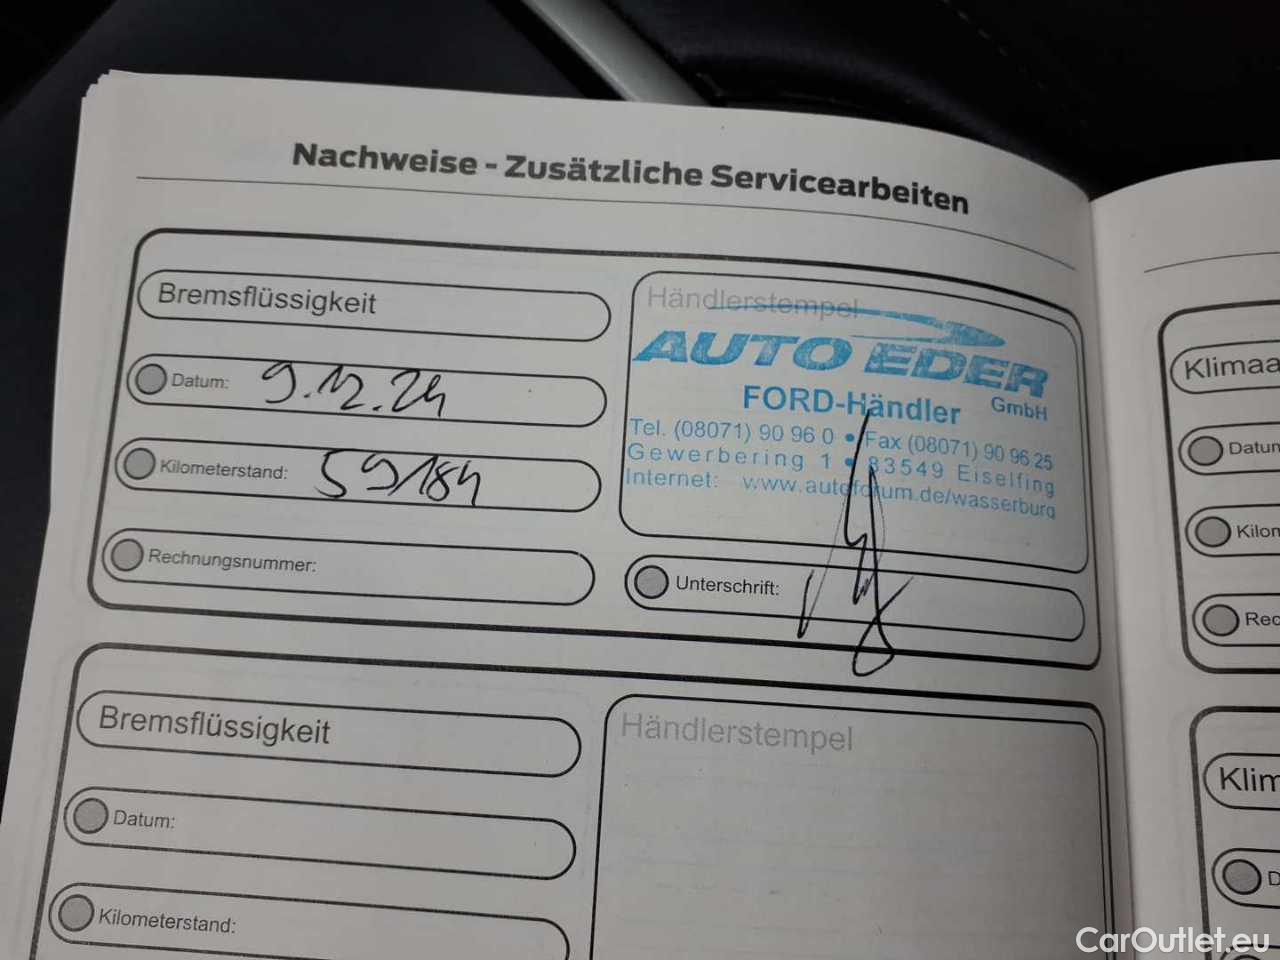 Nachweise - Zusätzliche Servicearbeiten
Bremsflüssigkeit
Datum: 9.12.24
Kilometerstand: 59184
Rechnungsnummer:
Händlerstempel
AUTO EDER
GmbH
FORD-Händler
Tel. (08071) 90 96 0 • Fax (08071) 90 96 25
Gewerbering 1 • 83549 Eiselfing
Internet: www.autoforum.de/wasserburg
Unterschrift:
Bremsflüssigkeit
Datum:
Kilometerstand:
Händlerstempel
Klimaa
Datun
Kilon
Rec
Klim
D
CarOutlet.eu